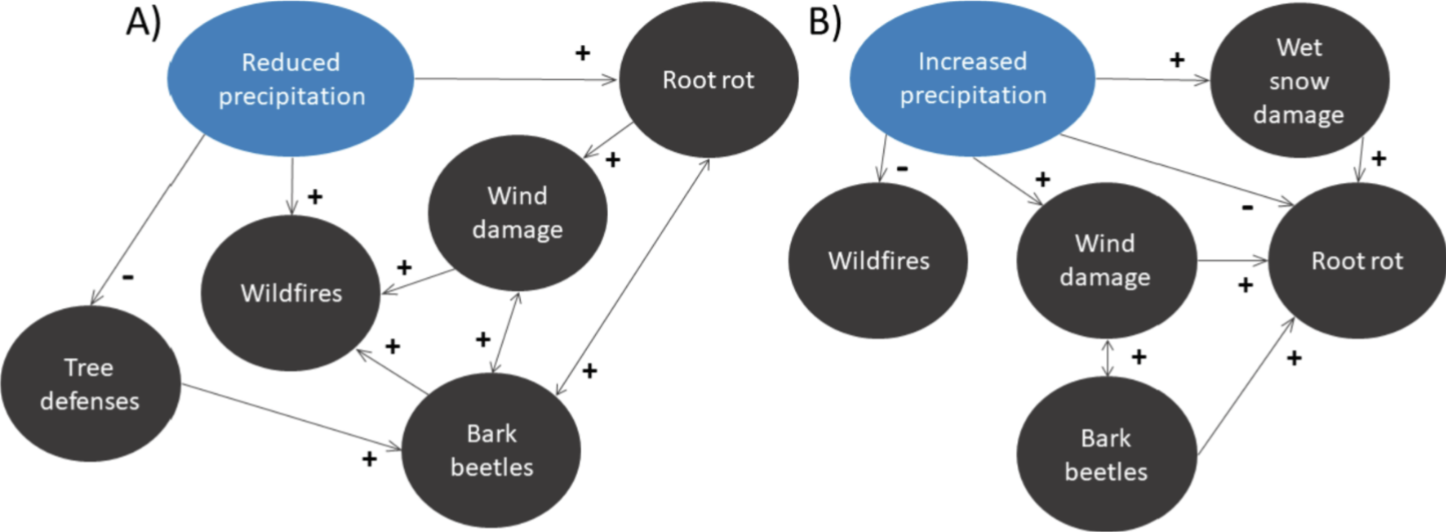 A)
Reduced
precipitation
+
Root rot
+
Wind
damage
+
Wildfires
+
-
Tree
defenses
+
+
+
Bark
beetles
+
B)
Increased
precipitation
+
Wet
snow
damage
-
+
-
+
Wildfires
Wind
damage
+
Root rot
+
+
Bark
beetles